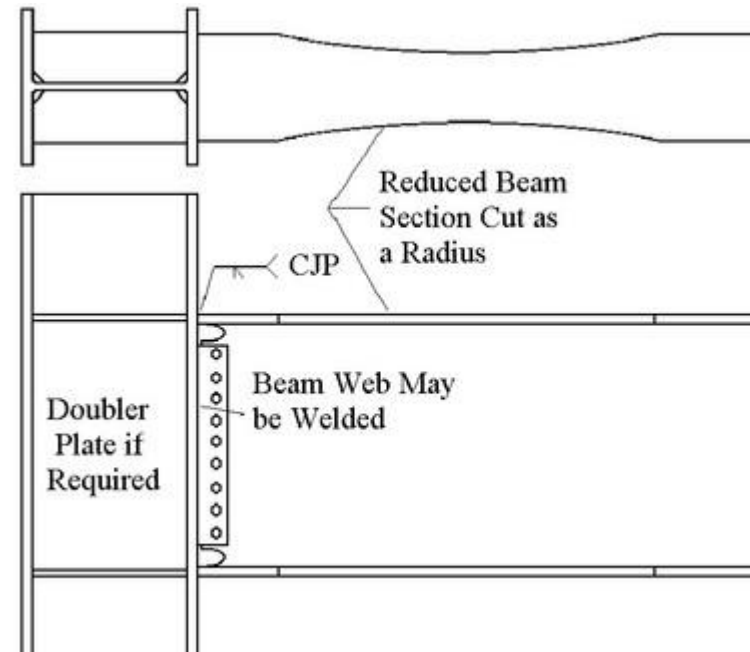 Reduced Beam
Section Cut as
a Radius
CJP
Beam Web May
be Welded
Doubler
Plate if
Required